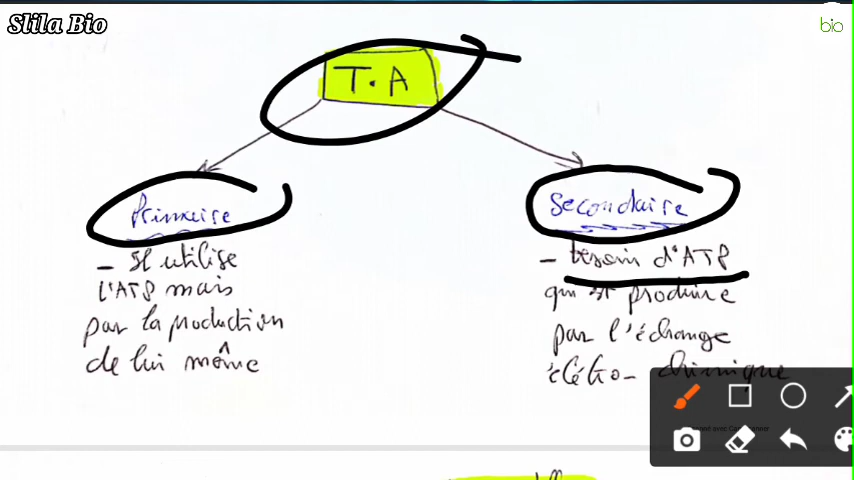 Slila Bio
bio
T.A
Primaire
Secondaire
- Il utilise
l'ATP mais
par la production
de lui même
- besoin d'ATP
qui est produire
par l'échange
éléctro-chimique